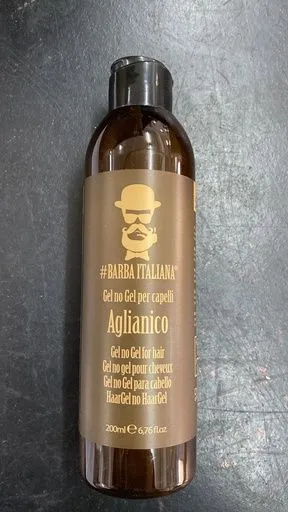 #BARBA ITALIANA®
Gel no Gel per capelli
Aglianico
Gel no Gel for hair
Gel no gel pour cheveux
Gel no Gel para cabello
HaarGel no HaarGel
200ml e 6,76 fl.oz.